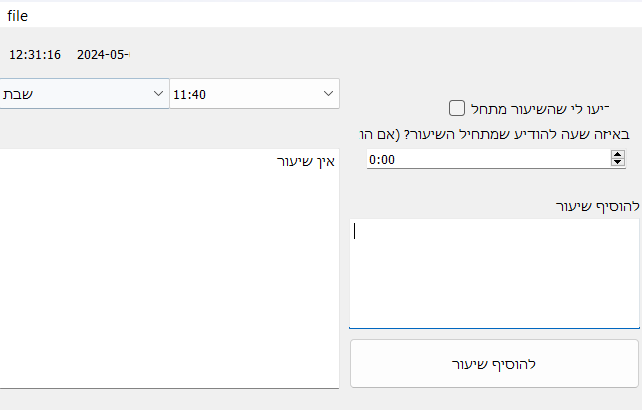 file
12:31:16 2024-05-
שבת
11:40
יעו לי שהשיעור מתחל
באיזה שעה להודיע שמתחיל השיעור? (אם הו
0:00
אין שיעור
להוסיף שיעור
להוסיף שיעור